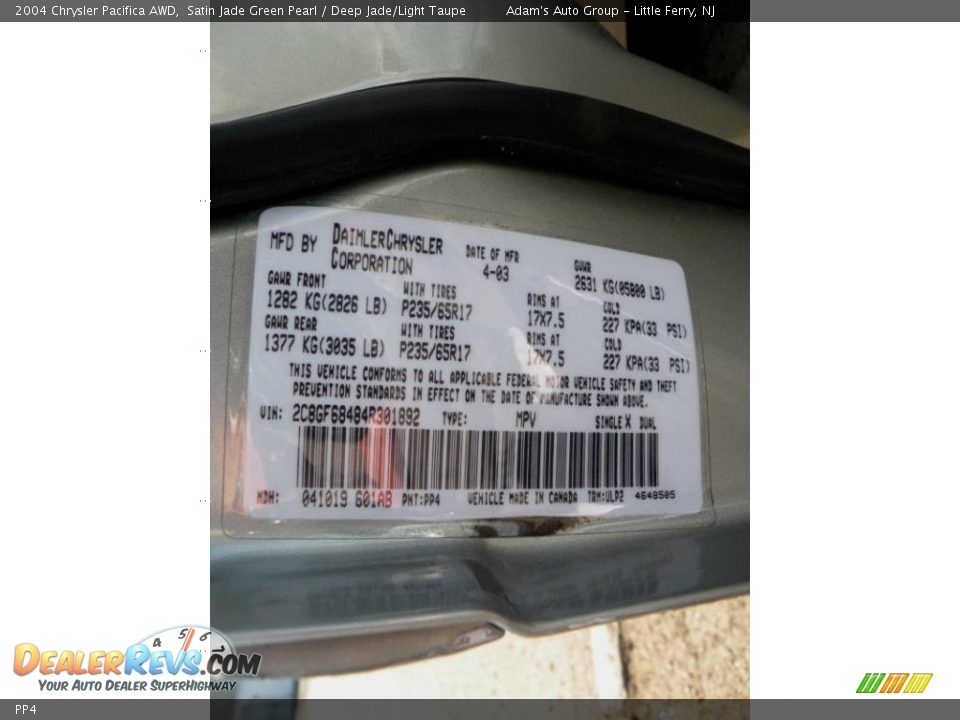 2004 Chrysler Pacifica AWD, Satin Jade Green Pearl / Deep Jade/Light Taupe Adam's Auto Group - Little Ferry, NJ
MFD BY DAIMLERCHRYSLER CORPORATION DATE OF MFR 4-03 GVWR 2631 KG(05800 LB)
GAWR FRONT WITH TIRES RIMS AT COLD
1282 KG(2826 LB) P235/65R17 17X7.5 227 KPA(33 PSI)
GAWR REAR WITH TIRES RIMS AT COLD
1377 KG(3035 LB) P235/65R17 17X7.5 227 KPA(33 PSI)
THIS VEHICLE CONFORMS TO ALL APPLICABLE FEDERAL MOTOR VEHICLE SAFETY AND THEFT
PREVENTION STANDARDS IN EFFECT ON THE DATE OF MANUFACTURE SHOWN ABOVE.
VIN: 2C8GF68484R301892 TYPE: MPV SINGLE X DUAL
MDH: 041019 601AB PNT:PP4 VEHICLE MADE IN CANADA TRM:ULP2 4648505
4 5 6
DEALERREVS.COM
YOUR AUTO DEALER SUPERHIGHWAY
PP4